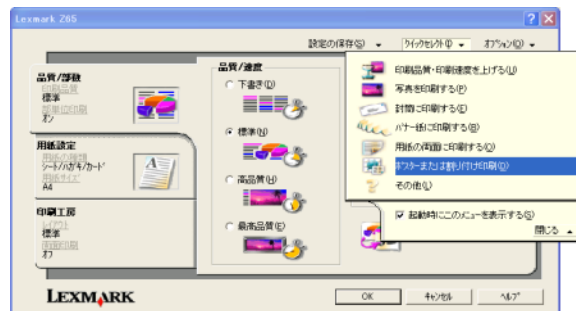 Lexmark Z65
設定の保存(S)
クイックセレクト(I)
オプション(O)
品質/部数
印刷品質
標準
部単位印刷
オン
用紙設定
用紙の種類
シート/ハガキ/カード
用紙サイズ
A4
印刷工房
レイアウト
標準
両面印刷
オフ
品質/速度
下書き(D)
標準(N)
高品質(H)
最高品質(E)
印刷品質・印刷速度を上げる(U)
写真を印刷する(P)
封筒に印刷する(E)
バナー紙に印刷する(B)
用紙の両面に印刷する(O)
ポスターまたは割り付け印刷(O)
その他(L)
起動時にこのメニューを表示する(S)
閉じる
LEXMARK
OK
キャンセル
ヘルプ